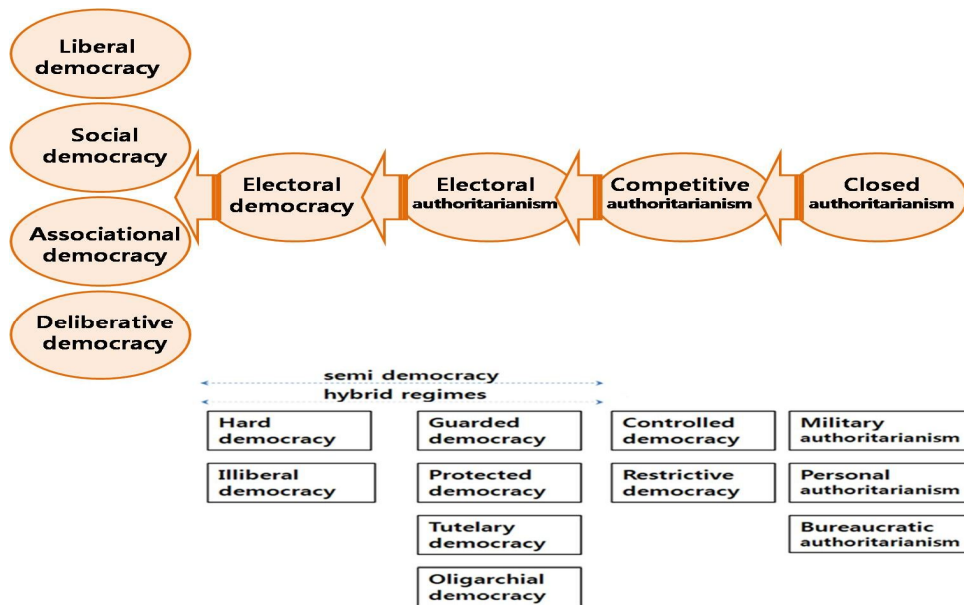 Liberal
democracy
Social
democracy
Associational
democracy
Deliberative
democracy
Electoral
democracy
Electoral
authoritarianism
Competitive
authoritarianism
Closed
authoritarianism
semi democracy
hybrid regimes
Hard
democracy
Illiberal
democracy
Guarded
democracy
Protected
democracy
Tutelary
democracy
Oligarchial
democracy
Controlled
democracy
Restrictive
democracy
Military
authoritarianism
Personal
authoritarianism
Bureaucratic
authoritarianism